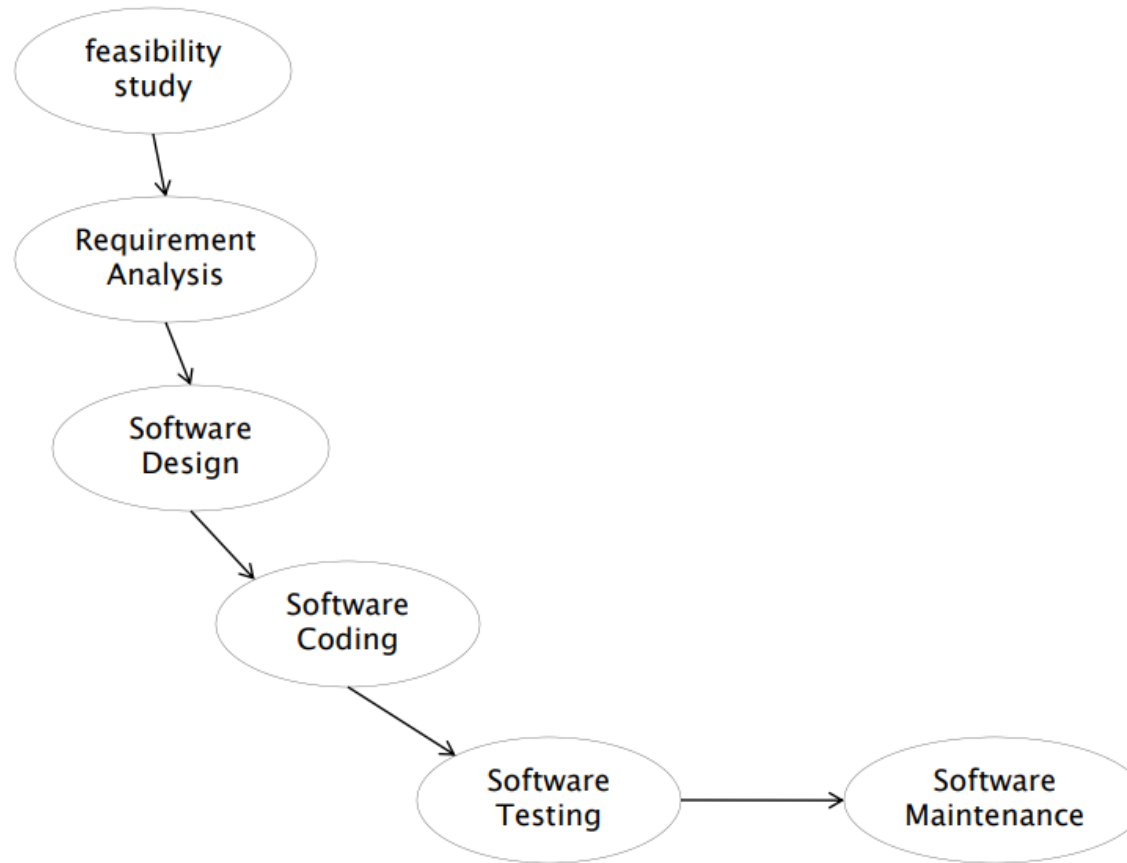 feasibility
study
Requirement
Analysis
Software
Design
Software
Coding
Software
Testing
Software
Maintenance